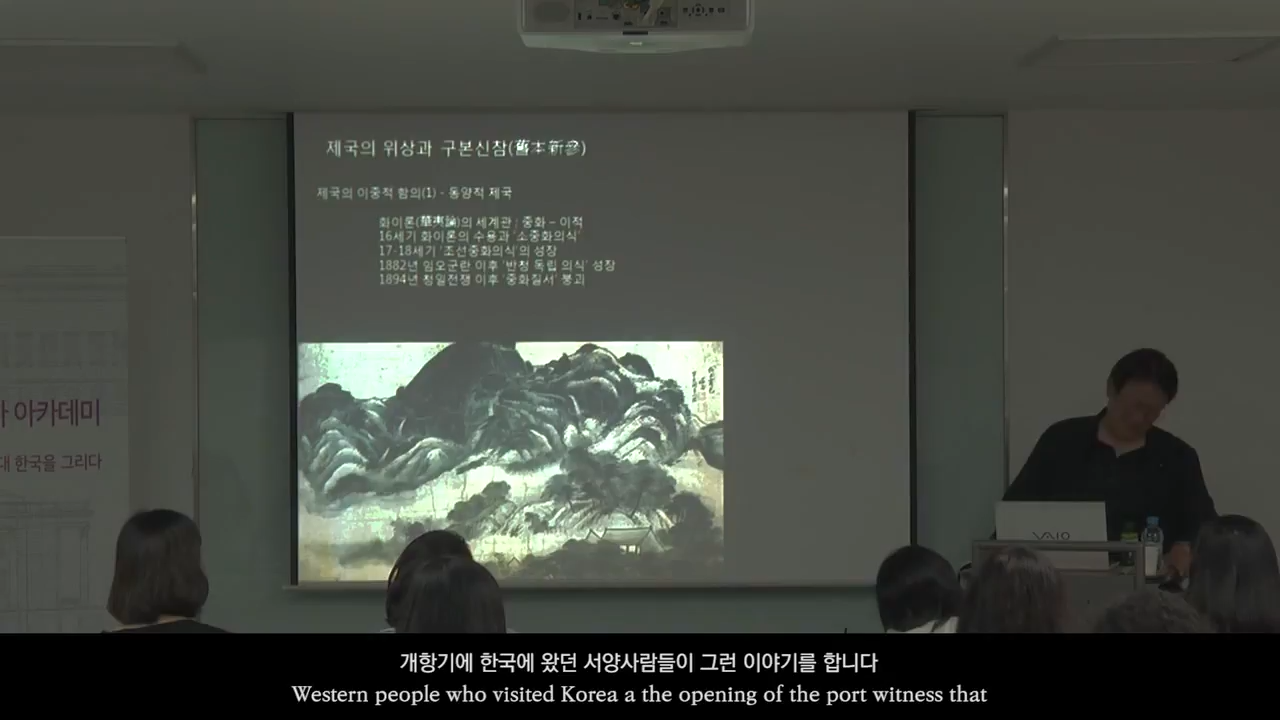 제국의 위상과 구본신참(舊本新參)
제국의 이중적 함의(1) - 동양적 제국
화이론(華夷論)의 세계관 : 중화 – 이적
16세기 화이론의 수용과 '소중화의식'
17-18세기 '조선중화의식'의 성장
1882년 임오군란 이후 '반청 독립 의식' 성장
1894년 청일전쟁 이후 '중화질서' 붕괴
아카데미
대 한국을 그리다
VAIO
개항기에 한국에 왔던 서양사람들이 그런 이야기를 합니다
Western people who visited Korea a the opening of the port witness that